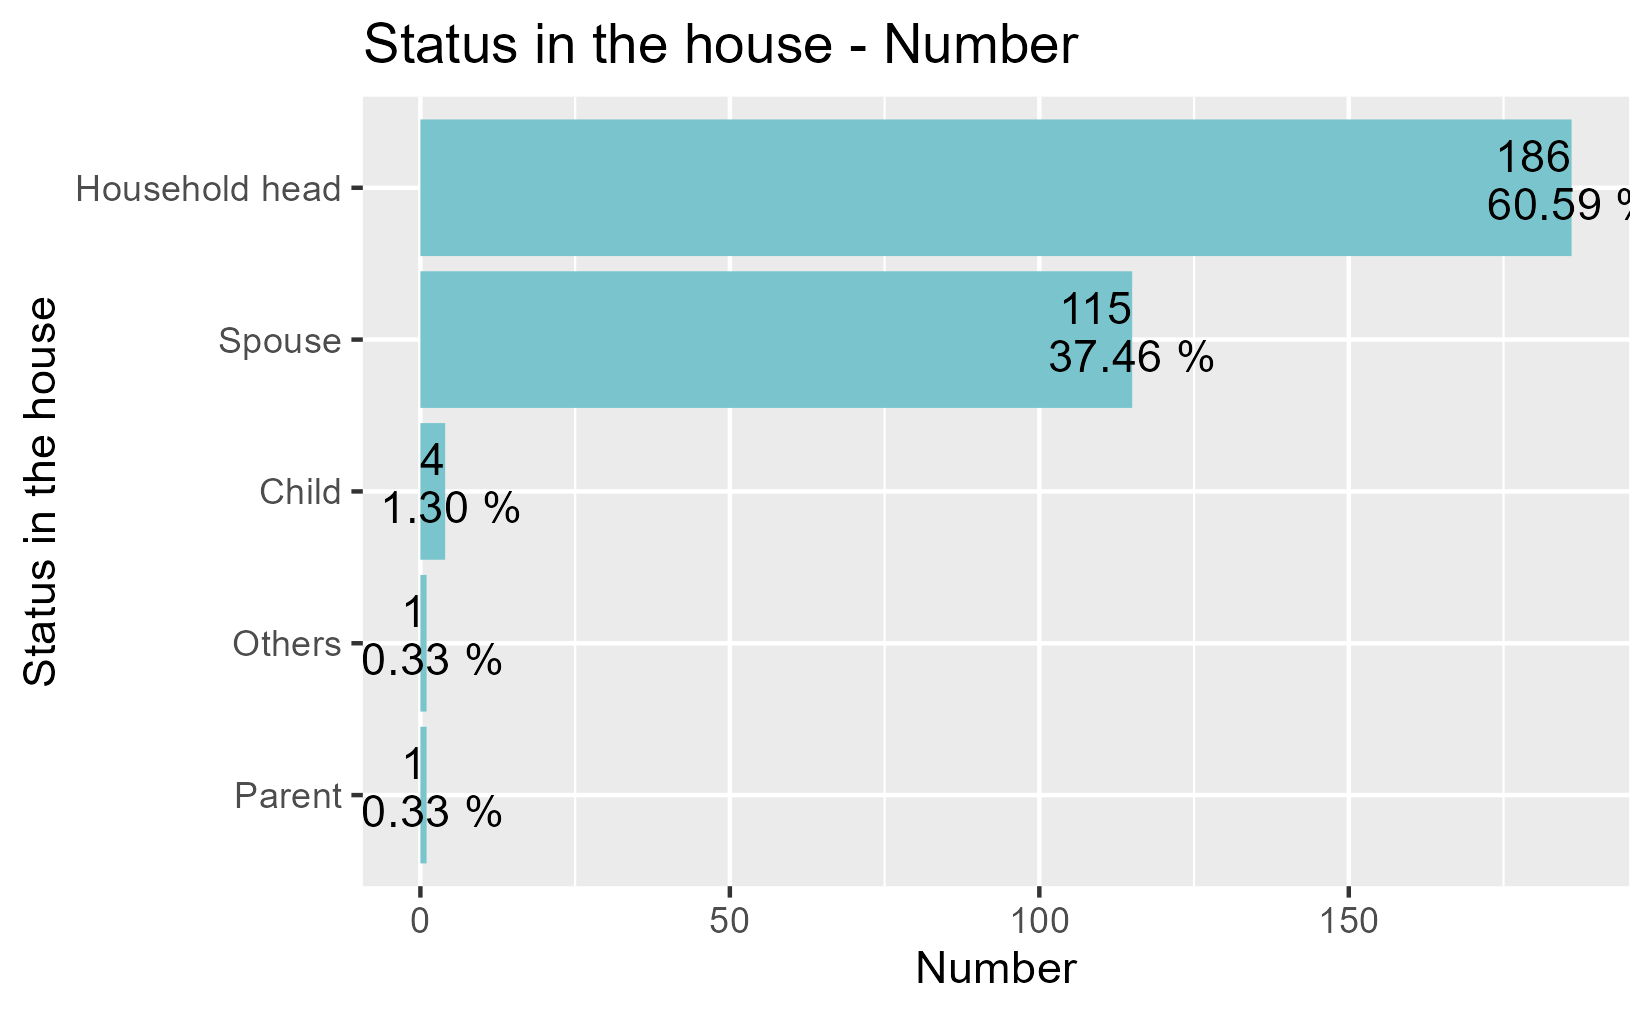 Status in the house - Number
Household head
186
60.59 %
Spouse
115
37.46 %
Child
4
1.30 %
Others
1
0.33 %
Parent
1
0.33 %
0
50
100
150
Number
Status in the house